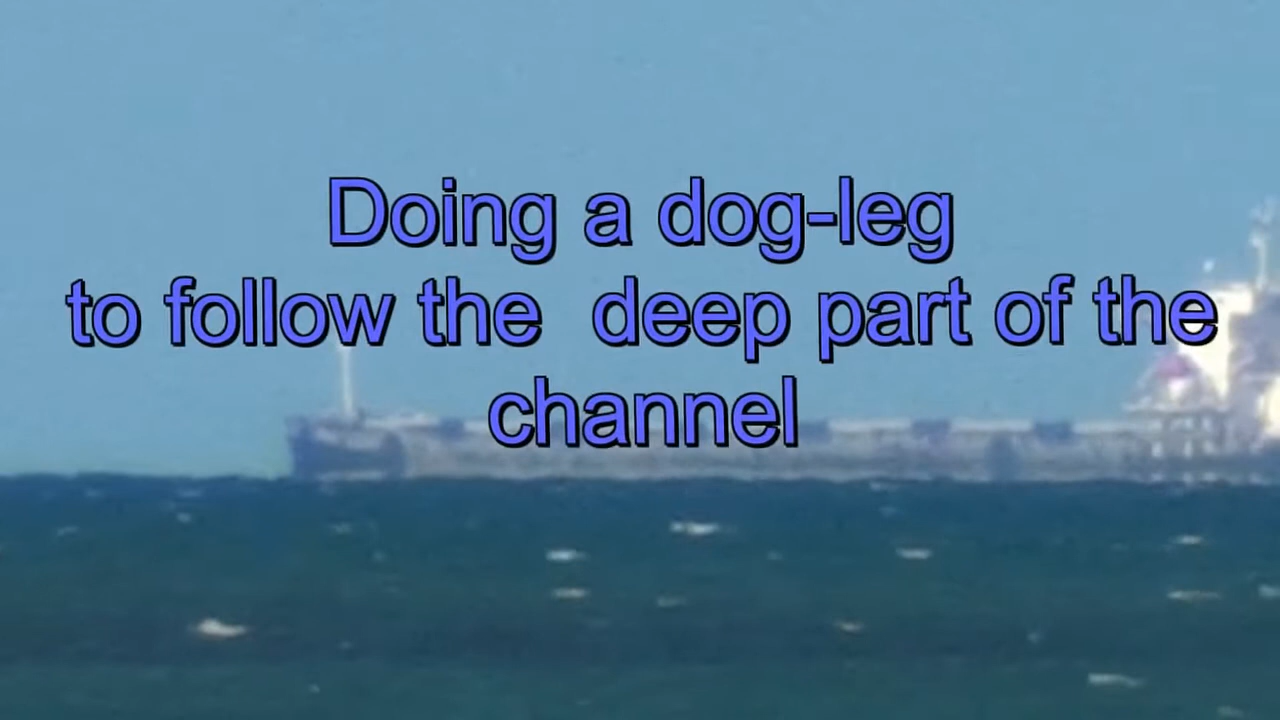 Doing a dog-leg
to follow the  deep part of the
channel